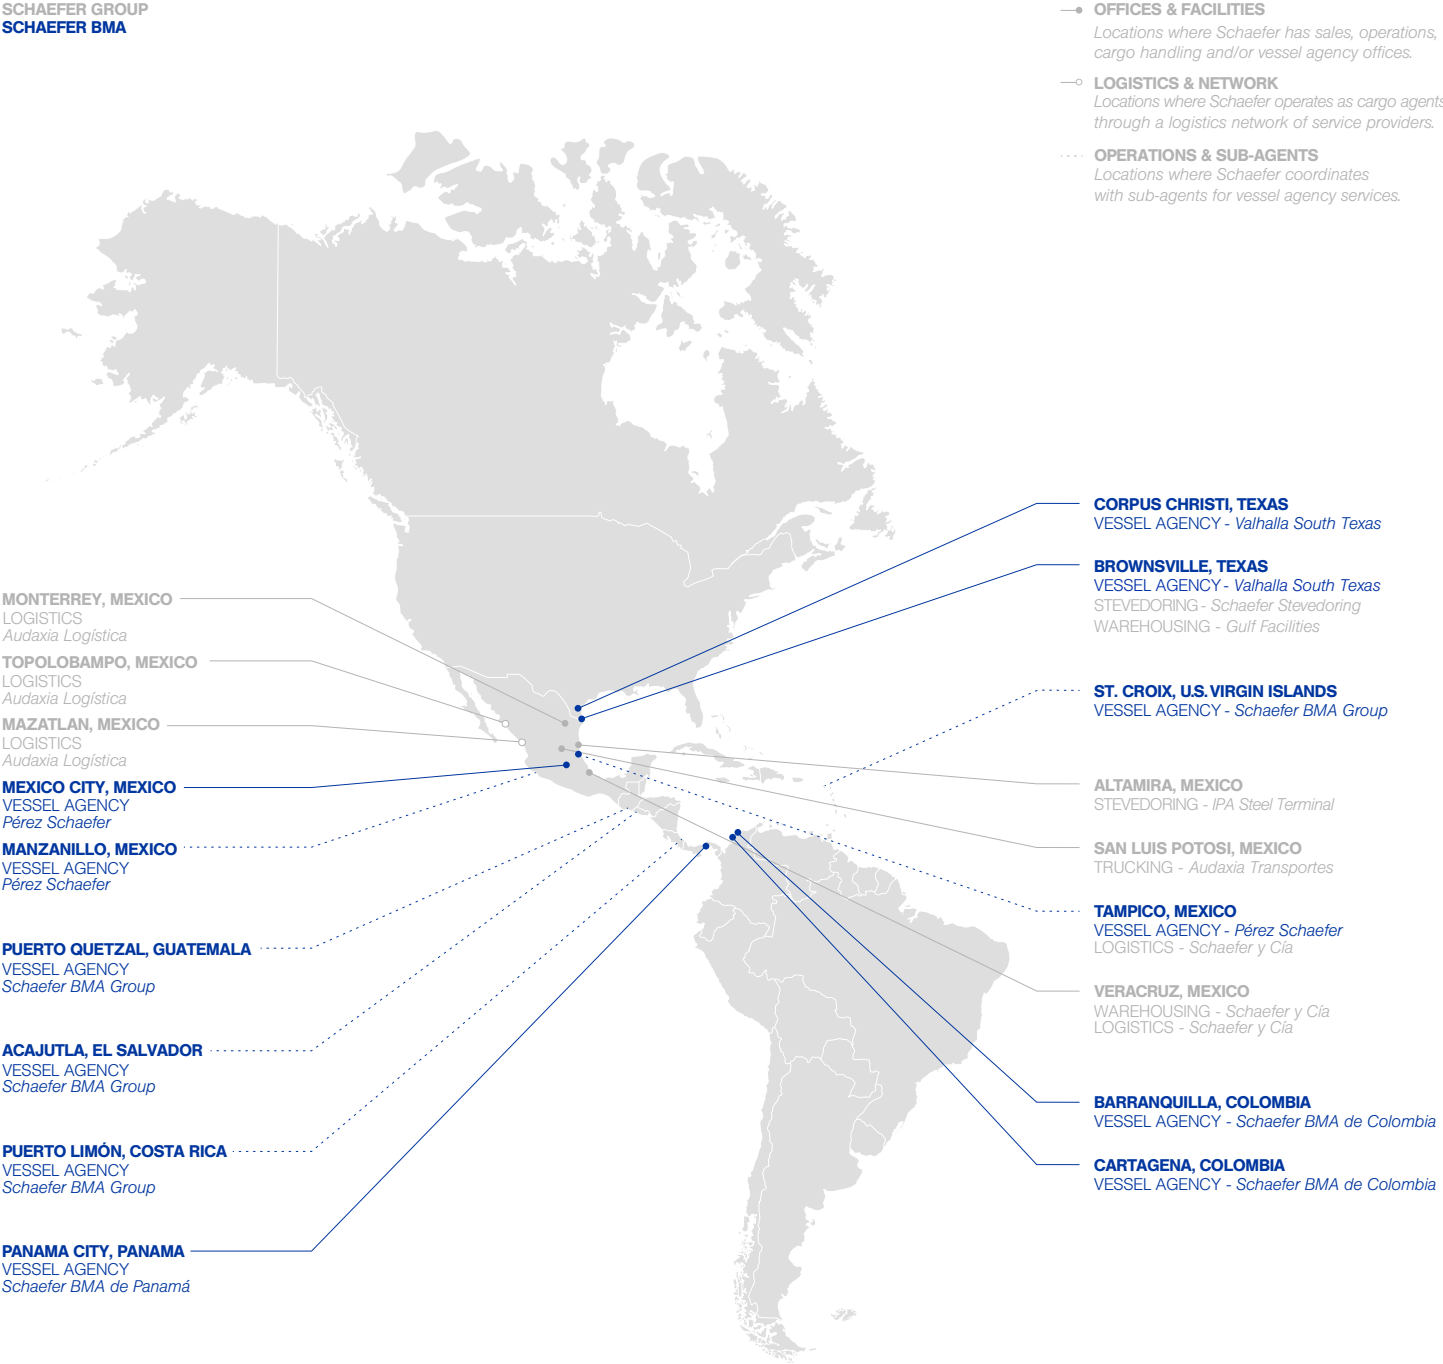 SCHAEFER GROUP
SCHAEFER BMA
OFFICES & FACILITIES
Locations where Schaefer has sales, operations,
cargo handling and/or vessel agency offices.
LOGISTICS & NETWORK
Locations where Schaefer operates as cargo agents
through a logistics network of service providers.
OPERATIONS & SUB-AGENTS
Locations where Schaefer coordinates
with sub-agents for vessel agency services.
MONTERREY, MEXICO
LOGISTICS
Audaxia Logística
TOPOLOBAMPO, MEXICO
LOGISTICS
Audaxia Logística
MAZATLAN, MEXICO
LOGISTICS
Audaxia Logística
MEXICO CITY, MEXICO
VESSEL AGENCY
Pérez Schaefer
MANZANILLO, MEXICO
VESSEL AGENCY
Pérez Schaefer
PUERTO QUETZAL, GUATEMALA
VESSEL AGENCY
Schaefer BMA Group
ACAJUTLA, EL SALVADOR
VESSEL AGENCY
Schaefer BMA Group
PUERTO LIMÓN, COSTA RICA
VESSEL AGENCY
Schaefer BMA Group
PANAMA CITY, PANAMA
VESSEL AGENCY
Schaefer BMA de Panamá
CORPUS CHRISTI, TEXAS
VESSEL AGENCY - Valhalla South Texas
BROWNSVILLE, TEXAS
VESSEL AGENCY - Valhalla South Texas
STEVEDORING - Schaefer Stevedoring
WAREHOUSING - Gulf Facilities
ST. CROIX, U.S. VIRGIN ISLANDS
VESSEL AGENCY - Schaefer BMA Group
ALTAMIRA, MEXICO
STEVEDORING - IPA Steel Terminal
SAN LUIS POTOSI, MEXICO
TRUCKING - Audaxia Transportes
TAMPICO, MEXICO
VESSEL AGENCY - Pérez Schaefer
LOGISTICS - Schaefer y Cía
VERACRUZ, MEXICO
WAREHOUSING - Schaefer y Cía
LOGISTICS - Schaefer y Cía
BARRANQUILLA, COLOMBIA
VESSEL AGENCY - Schaefer BMA de Colombia
CARTAGENA, COLOMBIA
VESSEL AGENCY - Schaefer BMA de Colombia